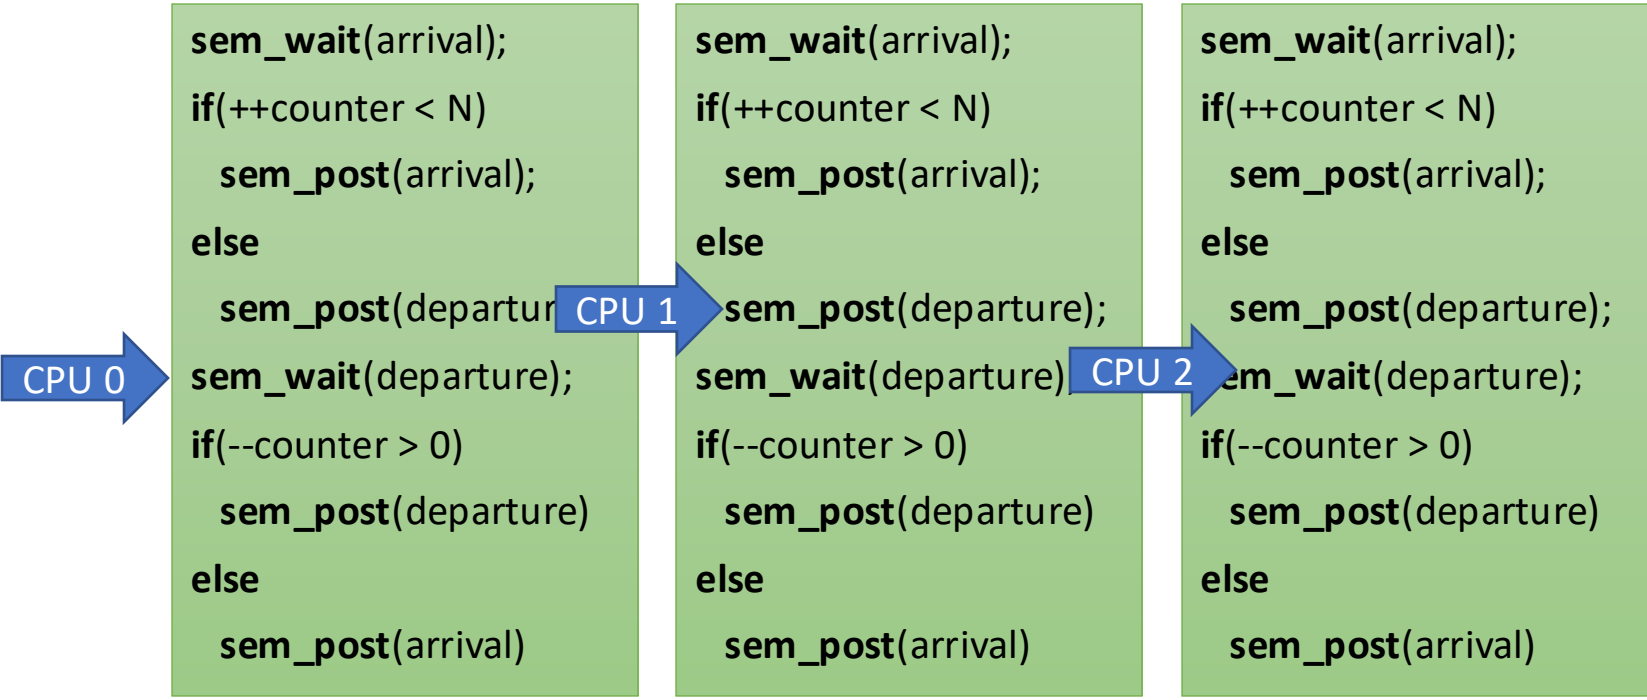 sem_wait(arrival);
if(++counter < N)
sem_post(arrival);
else
sem_post(departur
sem_wait(departure);
if(--counter > 0)
sem_post(departure)
else
sem_post(arrival)
CPU 0
sem_wait(arrival);
if(++counter < N)
sem_post(arrival);
else
sem_post(departure);
sem_wait(departure)
if(--counter > 0)
sem_post(departure)
else
sem_post(arrival)
CPU 1
sem_wait(arrival);
if(++counter < N)
sem_post(arrival);
else
sem_post(departure);
em_wait(departure);
if(--counter > 0)
sem_post(departure)
else
sem_post(arrival)
CPU 2